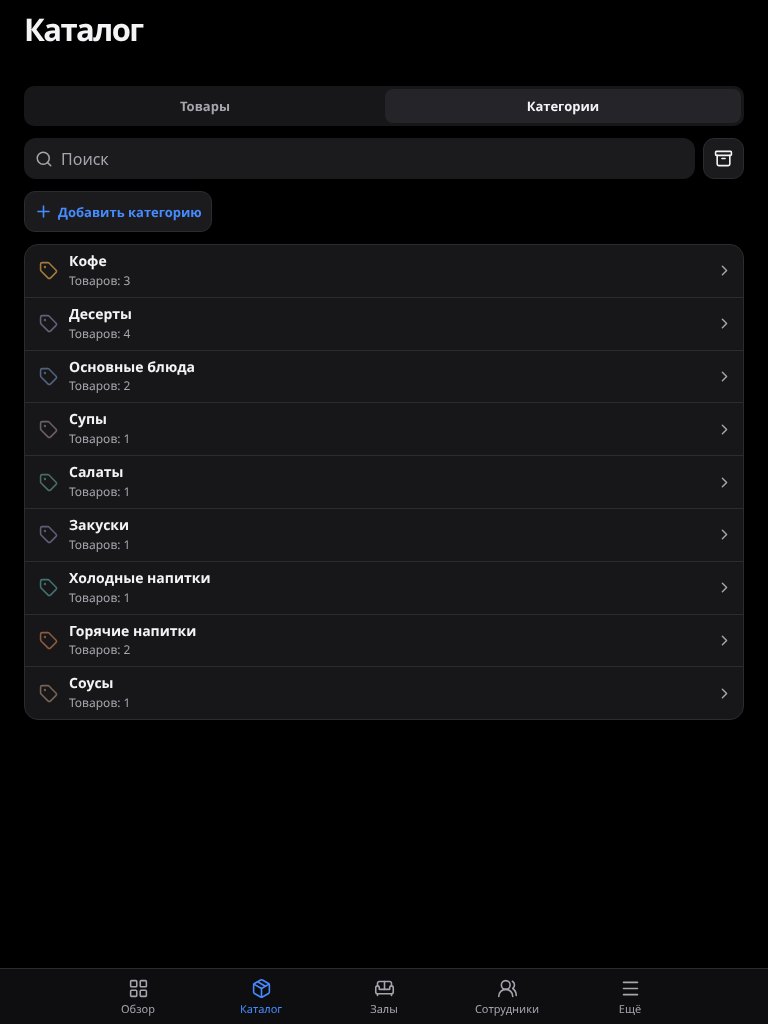 Каталог
Товары
Категории
Поиск
Добавить категорию
Кофе
Товаров: 3
Десерты
Товаров: 4
Основные блюда
Товаров: 2
Супы
Товаров: 1
Салаты
Товаров: 1
Закуски
Товаров: 1
Холодные напитки
Товаров: 1
Горячие напитки
Товаров: 2
Соусы
Товаров: 1
Обзор
Каталог
Залы
Сотрудники
Ещё